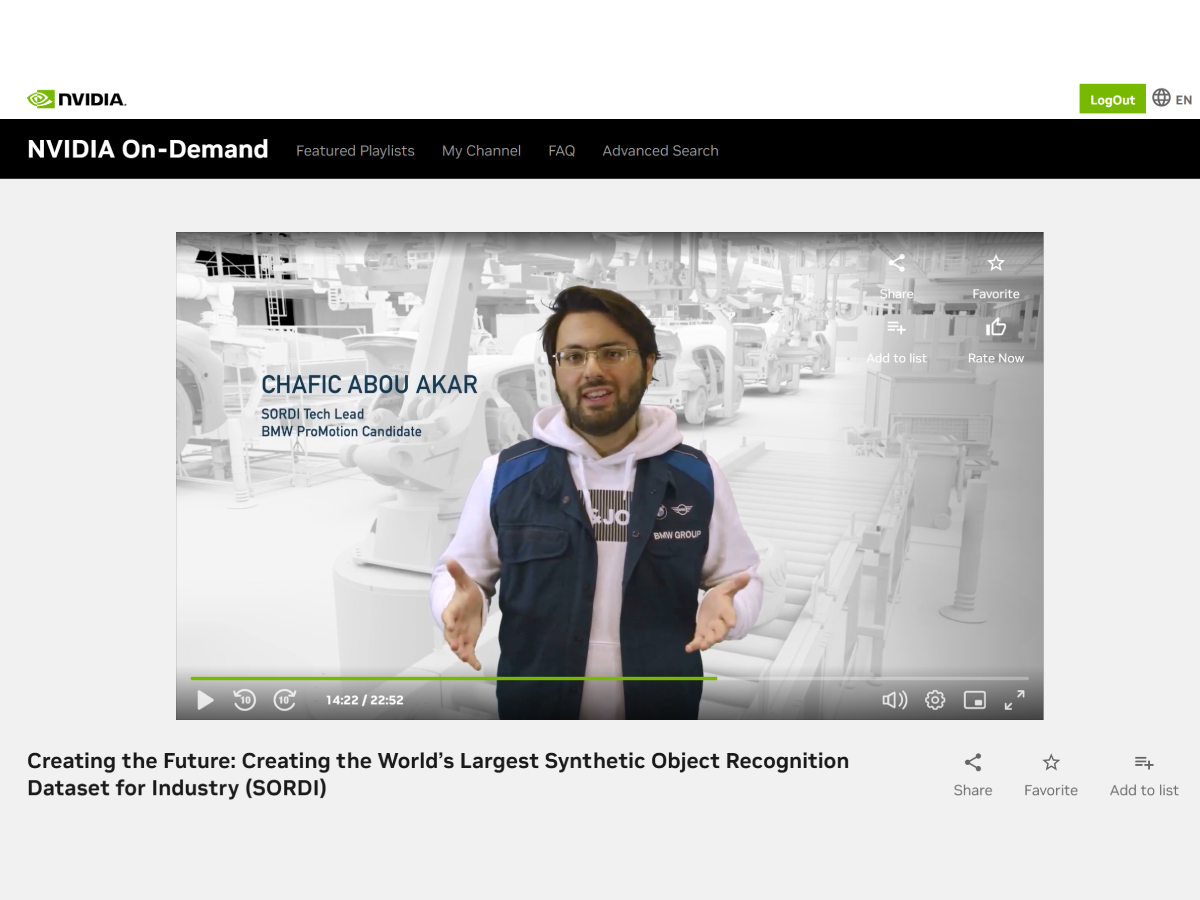 NVIDIA.
LogOut
EN
NVIDIA On-Demand
Featured Playlists
My Channel
FAQ
Advanced Search
Share
Favorite
Add to list
Rate Now
CHAFIC ABOU AKAR
SORDI Tech Lead
BMW ProMotion Candidate
&JO
BMW GROUP
10
10
14:22 / 22:52
Creating the Future: Creating the World’s Largest Synthetic Object Recognition
Dataset for Industry (SORDI)
Share
Favorite
Add to list